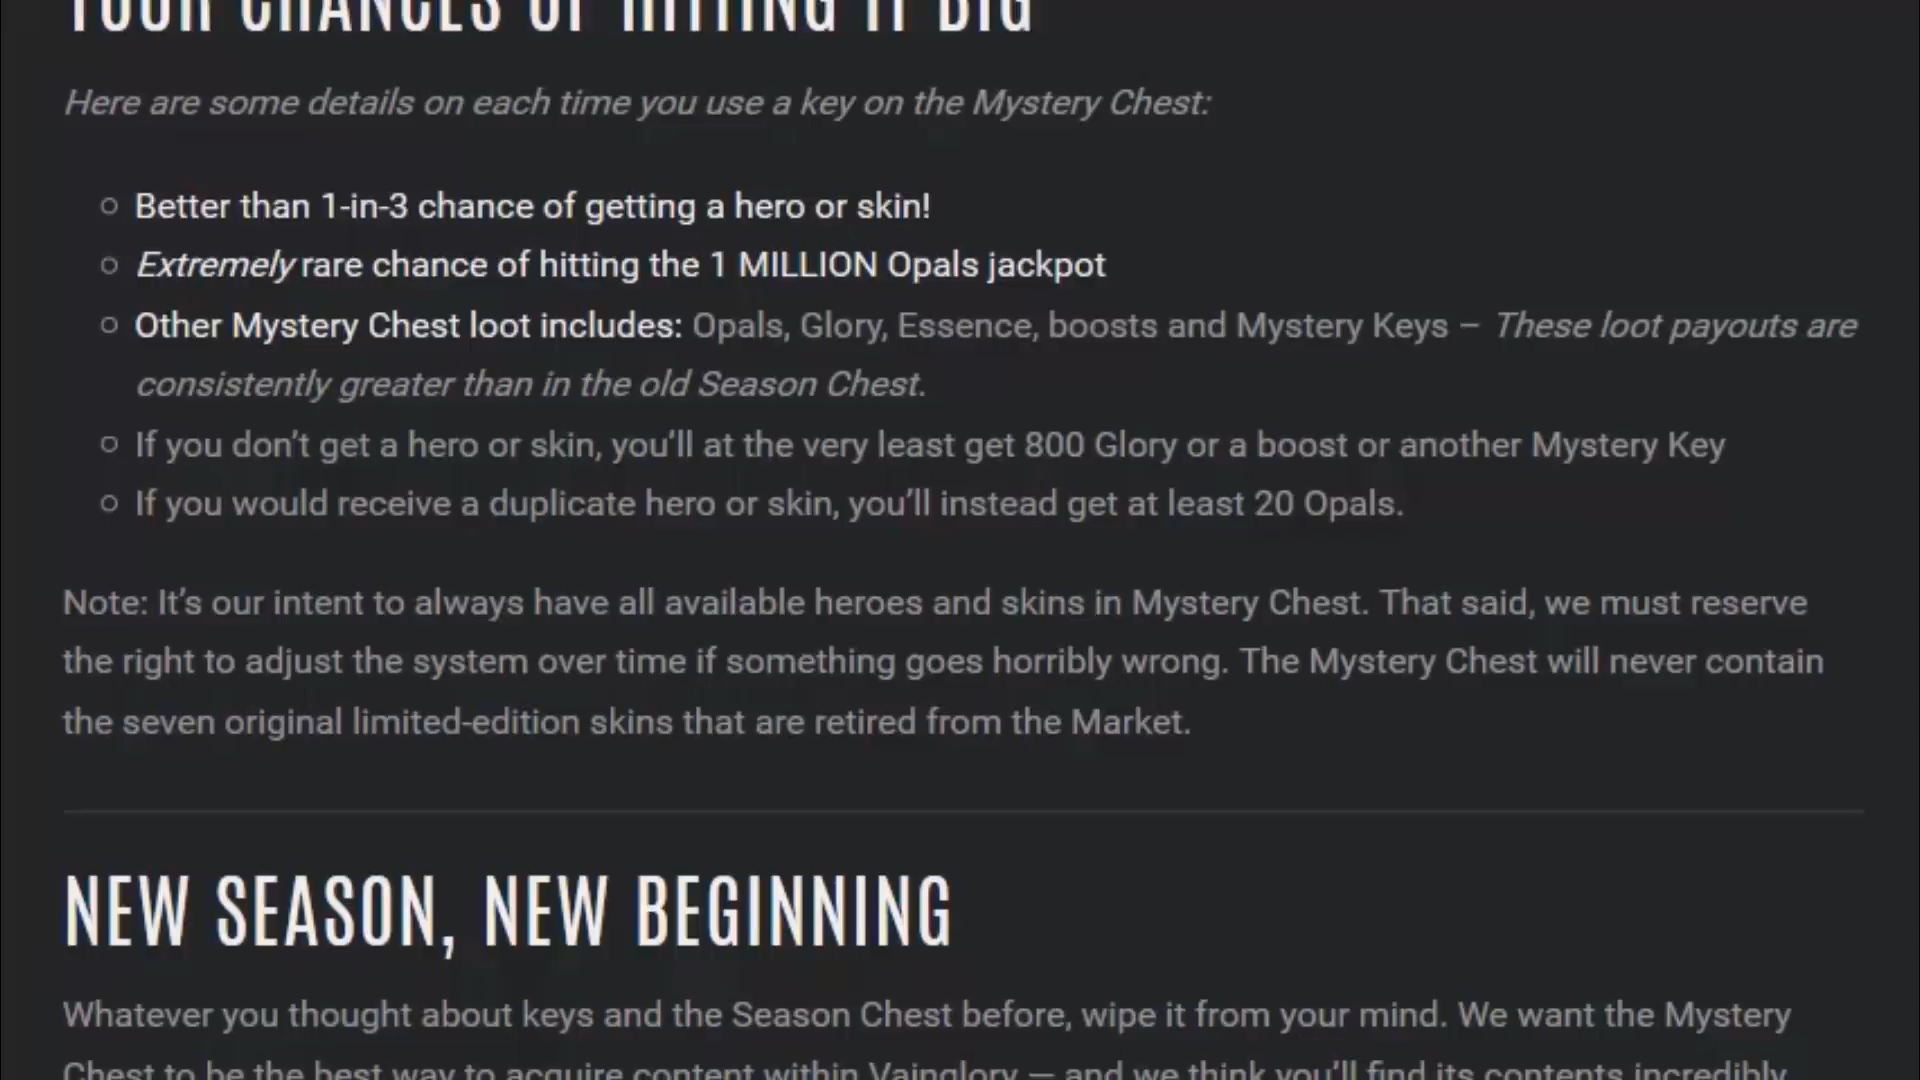 YOUR CHANCES OF HITTING IT BIG
Here are some details on each time you use a key on the Mystery Chest:
Better than 1-in-3 chance of getting a hero or skin!
Extremely rare chance of hitting the 1 MILLION Opals jackpot
Other Mystery Chest loot includes: Opals, Glory, Essence, boosts and Mystery Keys – These loot payouts are
consistently greater than in the old Season Chest.
If you don’t get a hero or skin, you’ll at the very least get 800 Glory or a boost or another Mystery Key
If you would receive a duplicate hero or skin, you’ll instead get at least 20 Opals.
Note: It’s our intent to always have all available heroes and skins in Mystery Chest. That said, we must reserve
the right to adjust the system over time if something goes horribly wrong. The Mystery Chest will never contain
the seven original limited-edition skins that are retired from the Market.
NEW SEASON, NEW BEGINNING
Whatever you thought about keys and the Season Chest before, wipe it from your mind. We want the Mystery
Chest to be the best way to acquire content within Vainglory — and we think you’ll find its contents incredibly